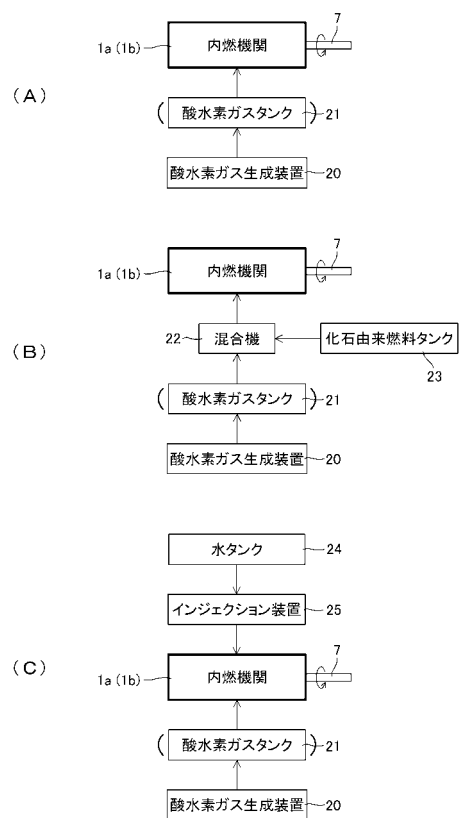 7
1a (1b) 内燃機関
(A)
( 酸水素ガスタンク ) 21
酸水素ガス生成装置 20
7
1a (1b) 内燃機関
(B)
22 混合機 化石由来燃料タンク
23
( 酸水素ガスタンク ) 21
酸水素ガス生成装置 20
水タンク 24
インジェクション装置 25
(C)
7
1a (1b) 内燃機関
( 酸水素ガスタンク ) 21
酸水素ガス生成装置 20